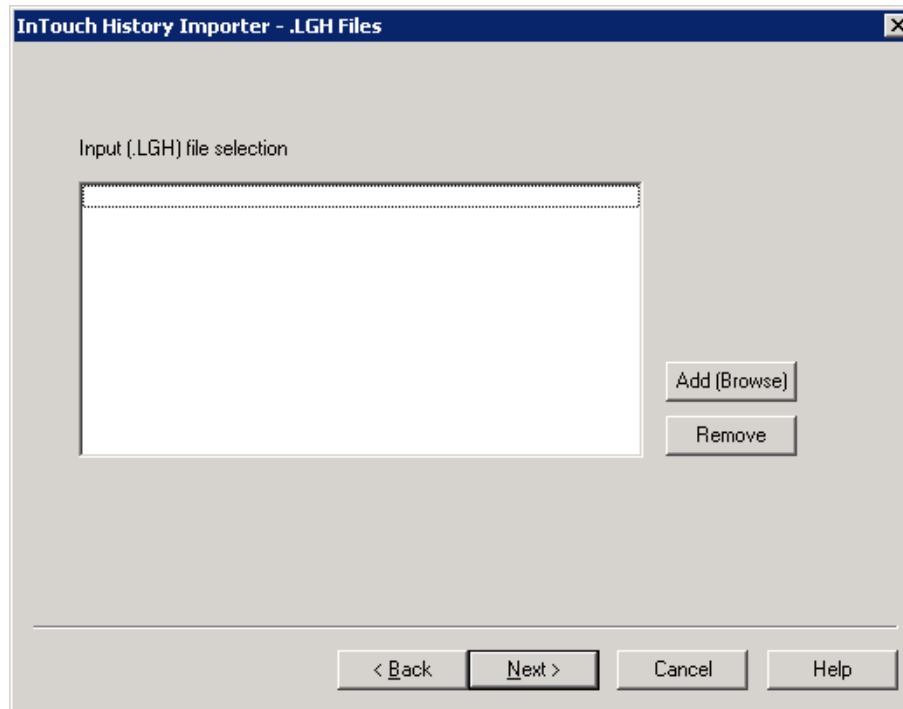 InTouch History Importer - .LGH Files
Input (.LGH) file selection
Add (Browse)
Remove
< Back
Next >
Cancel
Help